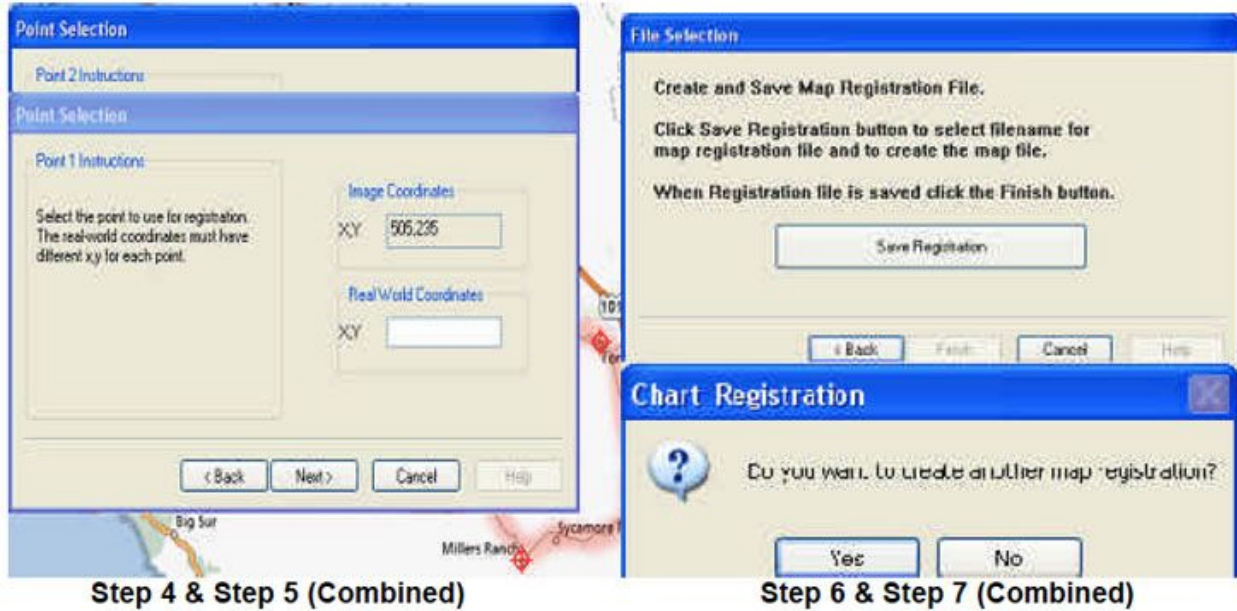 Point Selection
Point 2 Instructions
Point Selection
Point 1 Instructions
Select the point to use for registration.
The real-world coordinates must have
different x,y for each point.
Image Coordinates
X,Y 505,235
Real World Coordinates
X,Y
< Back Next > Cancel Help
Big Sur
Millers Ranch
Sycamore
101
Step 4 & Step 5 (Combined)
File Selection
Create and Save Map Registration File.
Click Save Registration button to select filename for
map registration file and to create the map file.
When Registration file is saved click the Finish button.
Save Registration
< Back Finish Cancel Help
Chart Registration
Do you want to create another map registration?
Yes No
Step 6 & Step 7 (Combined)